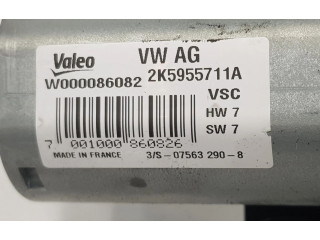 Valeo VW AG
W000086082 2K5955711A
VSC
HW 7
SW 7
7 001000 860826
MADE IN FRANCE 3/S-07563 290-8